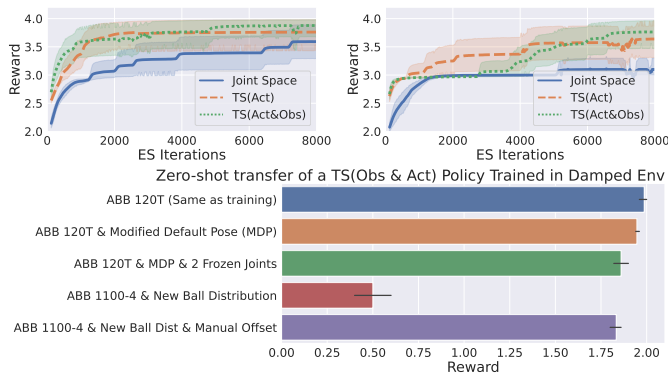 4.0
3.5
3.0
2.5
2.0
Reward
Joint Space
TS(Act)
TS(Act&Obs)
2000 4000 6000 8000
ES Iterations
4.0
3.5
3.0
2.5
2.0
Reward
Joint Space
TS(Act)
TS(Act&Obs)
2000 4000 6000 8000
ES Iterations
Zero-shot transfer of a TS(Obs & Act) Policy Trained in Damped Env
ABB 120T (Same as training)
ABB 120T & Modified Default Pose (MDP)
ABB 120T & MDP & 2 Frozen Joints
ABB 1100-4 & New Ball Distribution
ABB 1100-4 & New Ball Dist & Manual Offset
0.00 0.25 0.50 0.75 1.00 1.25 1.50 1.75 2.00
Reward